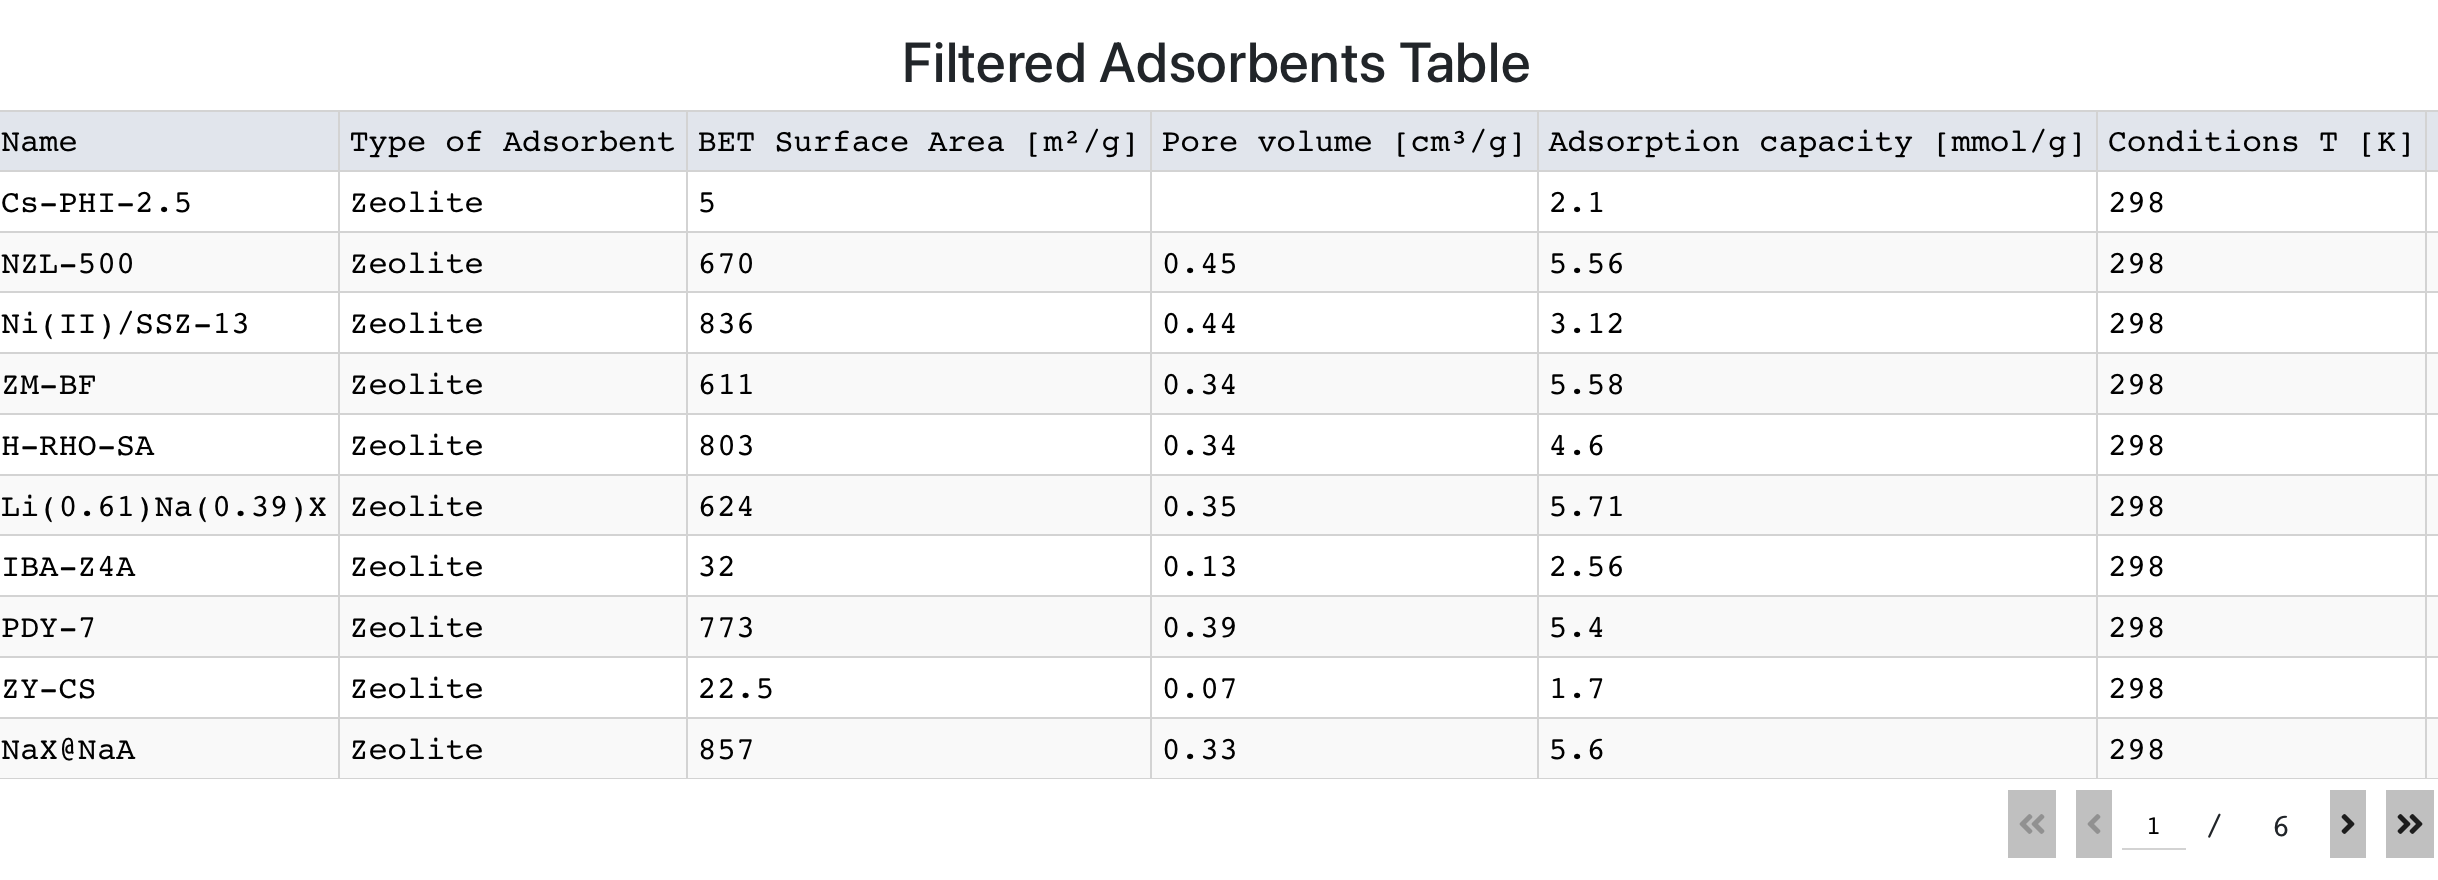 Filtered Adsorbents Table
Name Type of Adsorbent BET Surface Area [m²/g] Pore volume [cm³/g] Adsorption capacity [mmol/g] Conditions T [K]
Cs-PHI-2.5 Zeolite 5 2.1 298
NZL-500 Zeolite 670 0.45 5.56 298
Ni(II)/SSZ-13 Zeolite 836 0.44 3.12 298
ZM-BF Zeolite 611 0.34 5.58 298
H-RHO-SA Zeolite 803 0.34 4.6 298
Li(0.61)Na(0.39)X Zeolite 624 0.35 5.71 298
IBA-Z4A Zeolite 32 0.13 2.56 298
PDY-7 Zeolite 773 0.39 5.4 298
ZY-CS Zeolite 22.5 0.07 1.7 298
NaX@NaA Zeolite 857 0.33 5.6 298
1 / 6